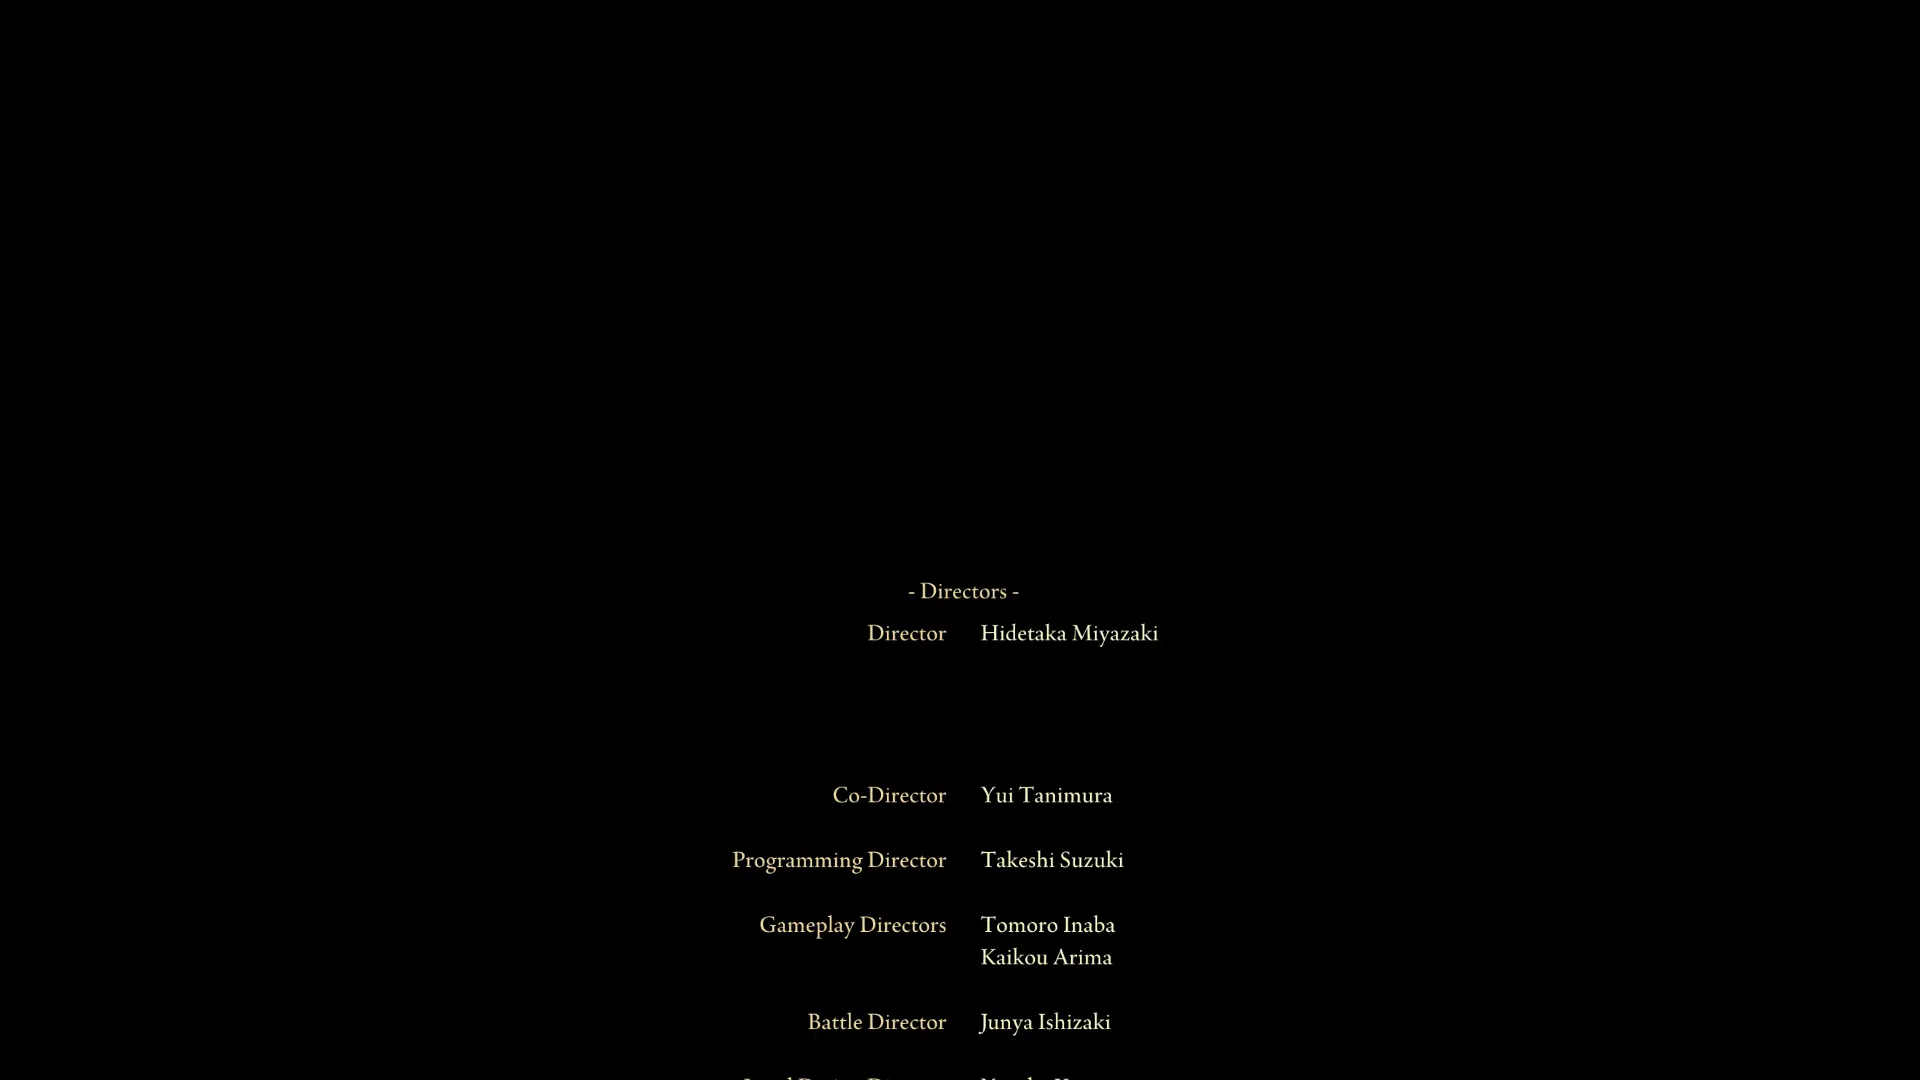 - Directors -
Director Hidetaka Miyazaki
Co-Director Yui Tanimura
Programming Director Takeshi Suzuki
Gameplay Directors Tomoro Inaba
Kaikou Arima
Battle Director Junya Ishizaki